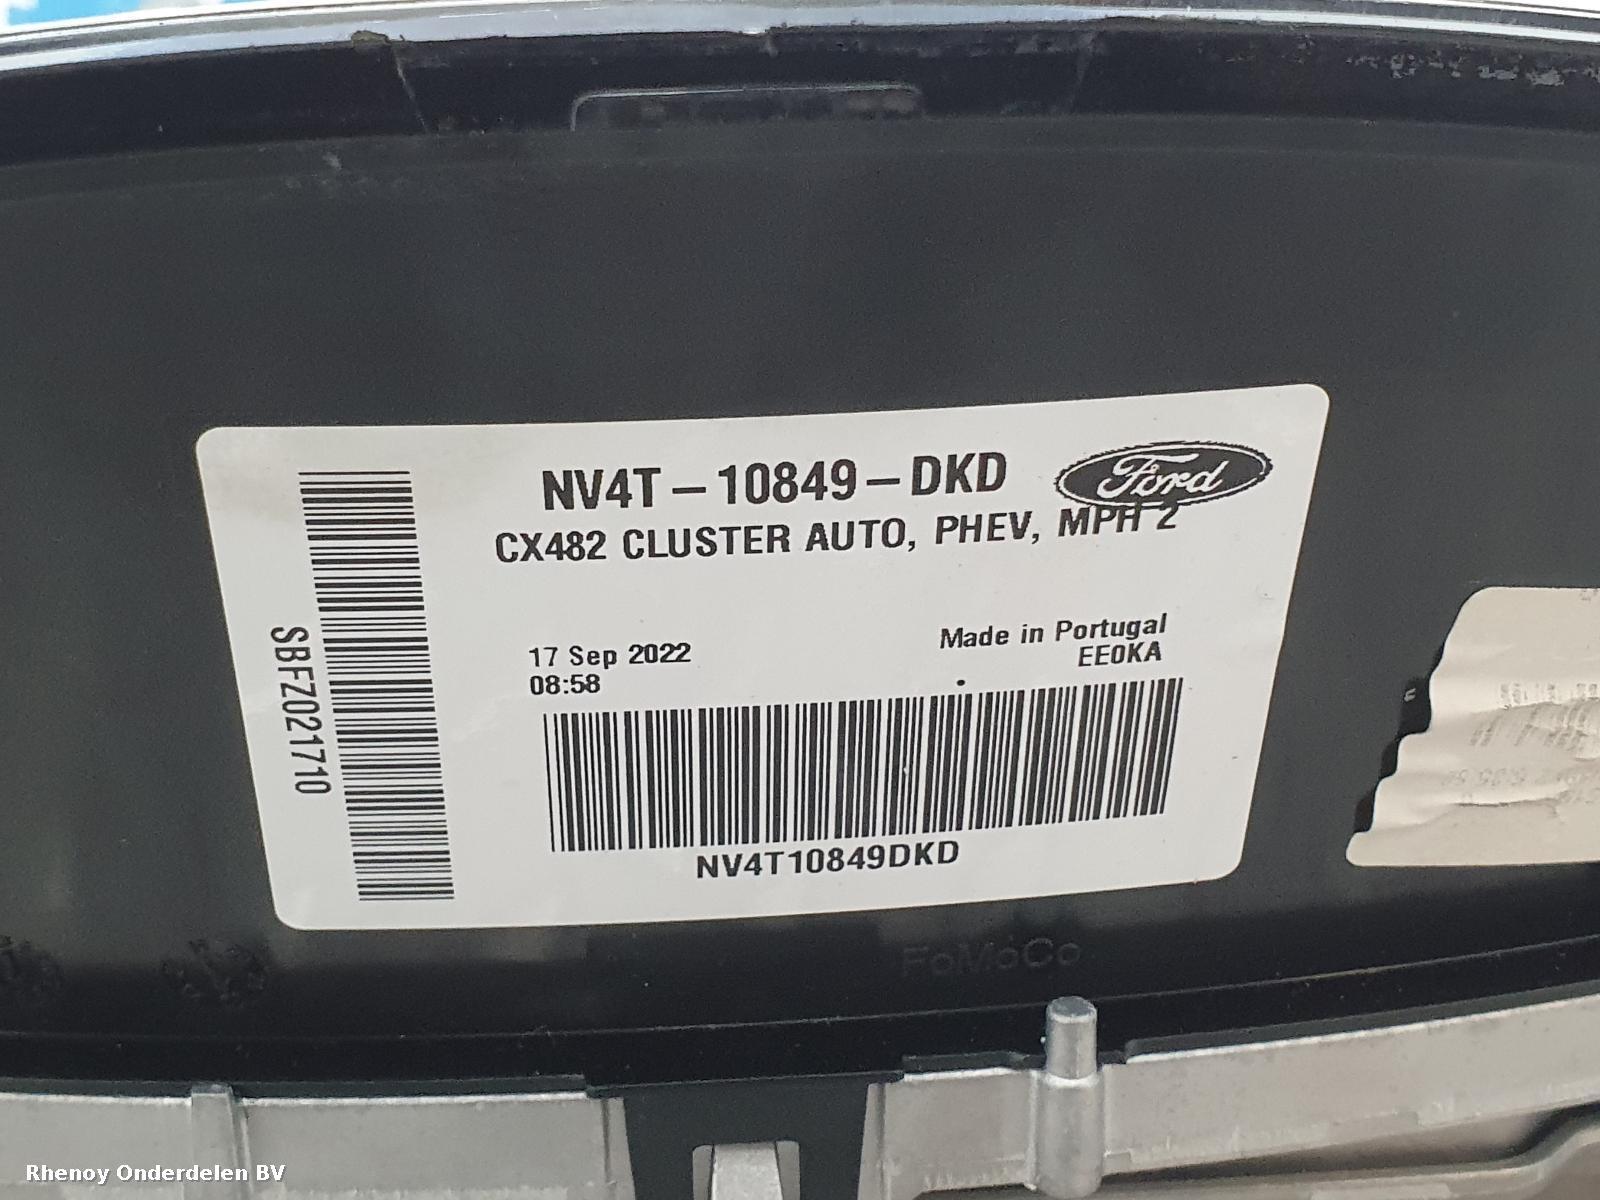 NV4T-10849-DKD
Ford
CX482 CLUSTER AUTO, PHEV, MPH 2
SBFZ021710
17 Sep 2022
08:58
Made in Portugal
EE0KA
NV4T10849DKD
FoMoCo
Rhenoy Onderdelen BV